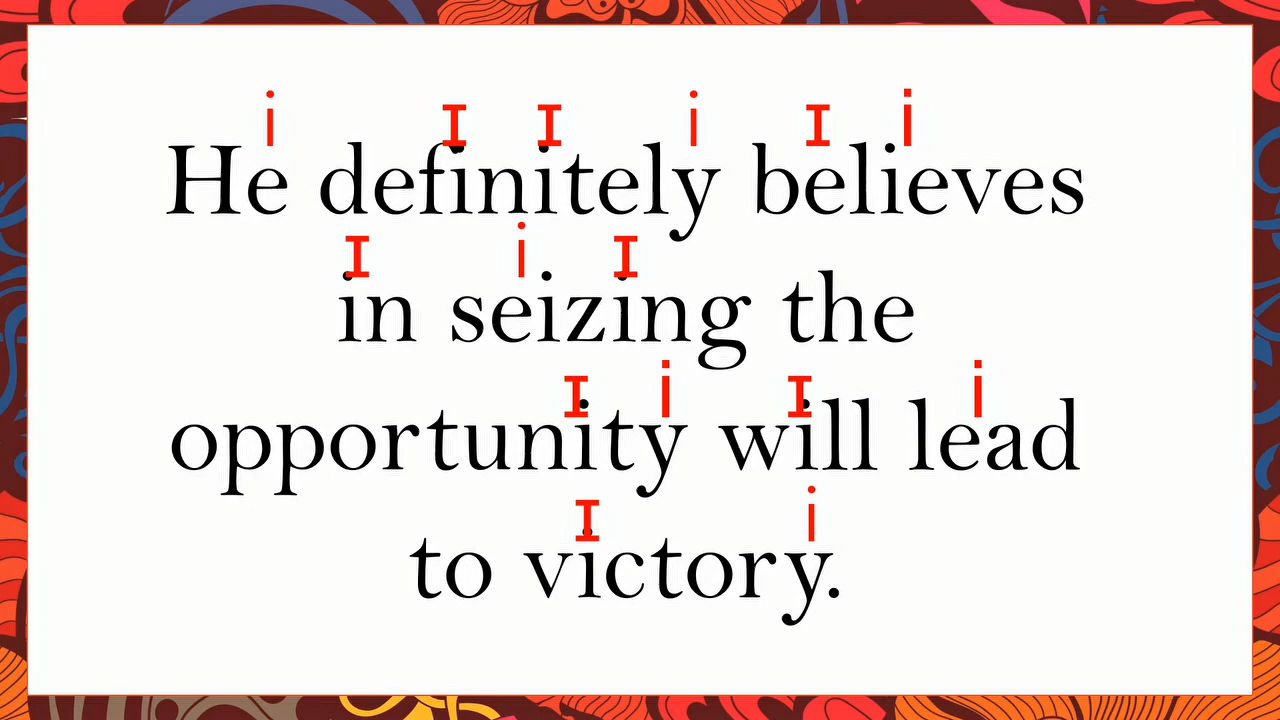 i ɪ ɪ i ɪ i
He definitely believes
ɪ i ɪ
in seizing the
ɪ i ɪ i
opportunity will lead
ɪ i
to victory.